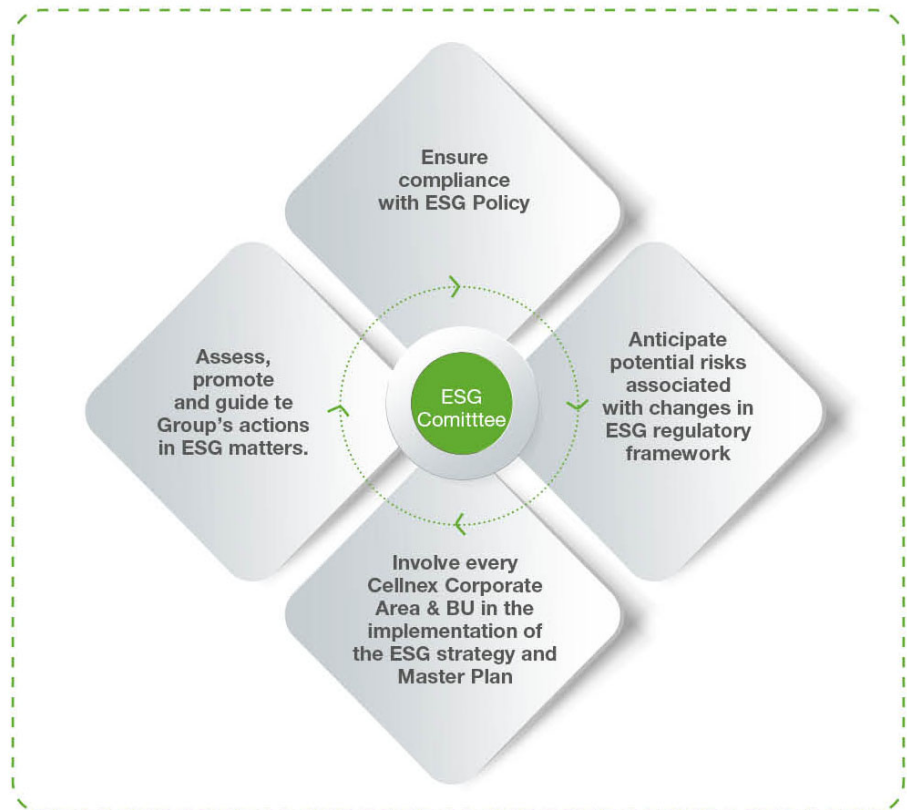 Ensure
compliance
with ESG Policy
Anticipate
potential risks
associated
with changes in
ESG regulatory
framework
Involve every
Cellnex Corporate
Area & BU in the
implementation of
the ESG strategy and
Master Plan
Assess,
promote
and guide te
Group's actions
in ESG matters.
ESG
Comitttee